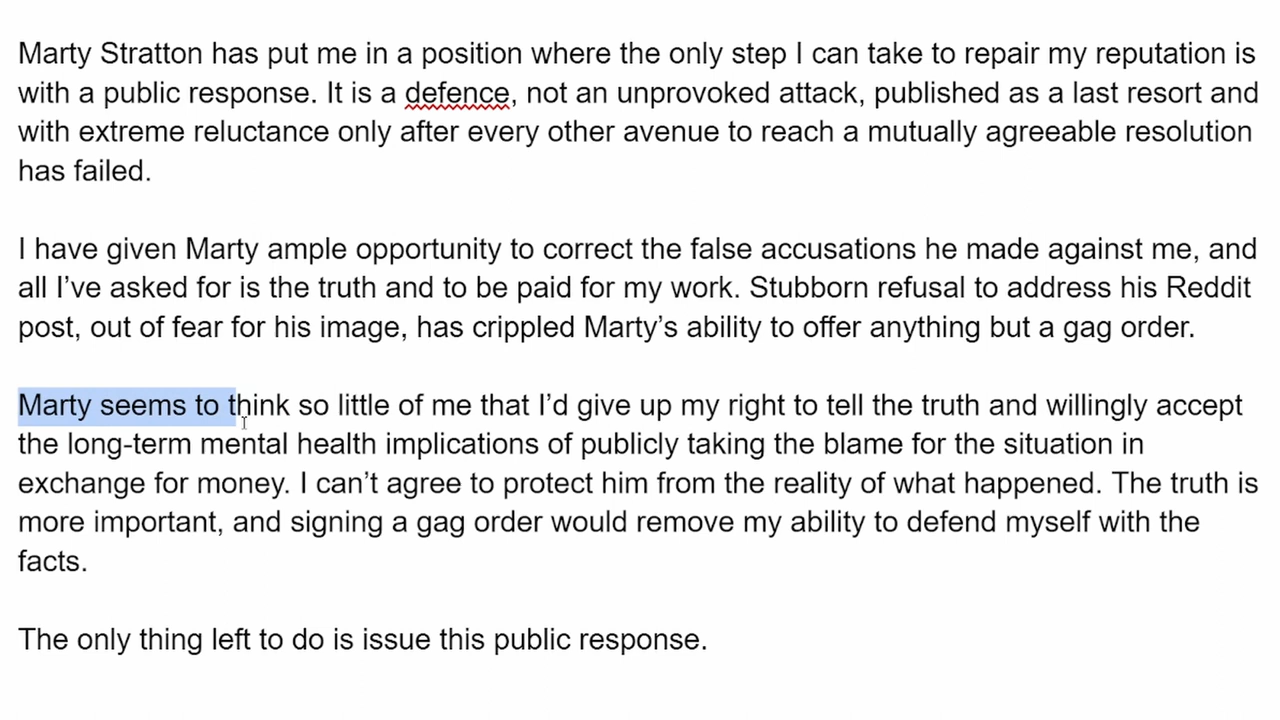 Marty Stratton has put me in a position where the only step I can take to repair my reputation is
with a public response. It is a defence, not an unprovoked attack, published as a last resort and
with extreme reluctance only after every other avenue to reach a mutually agreeable resolution
has failed.
I have given Marty ample opportunity to correct the false accusations he made against me, and
all I’ve asked for is the truth and to be paid for my work. Stubborn refusal to address his Reddit
post, out of fear for his image, has crippled Marty’s ability to offer anything but a gag order.
Marty seems to think so little of me that I’d give up my right to tell the truth and willingly accept
the long-term mental health implications of publicly taking the blame for the situation in
exchange for money. I can’t agree to protect him from the reality of what happened. The truth is
more important, and signing a gag order would remove my ability to defend myself with the
facts.
The only thing left to do is issue this public response.